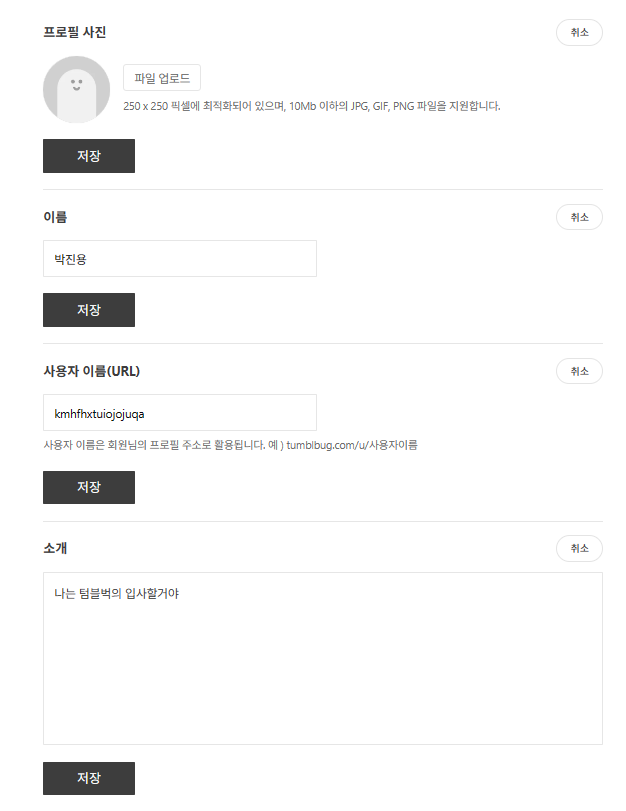 프로필 사진
취소
파일 업로드
250 x 250 픽셀에 최적화되어 있으며, 10Mb 이하의 JPG, GIF, PNG 파일을 지원합니다.
저장
이름
취소
박진용
저장
사용자 이름(URL)
취소
kmhfhxtuiojojuqa
사용자 이름은 회원님의 프로필 주소로 활용됩니다. 예 ) tumblbug.com/u/사용자이름
저장
소개
취소
나는 텀블벅의 입사할거야
저장